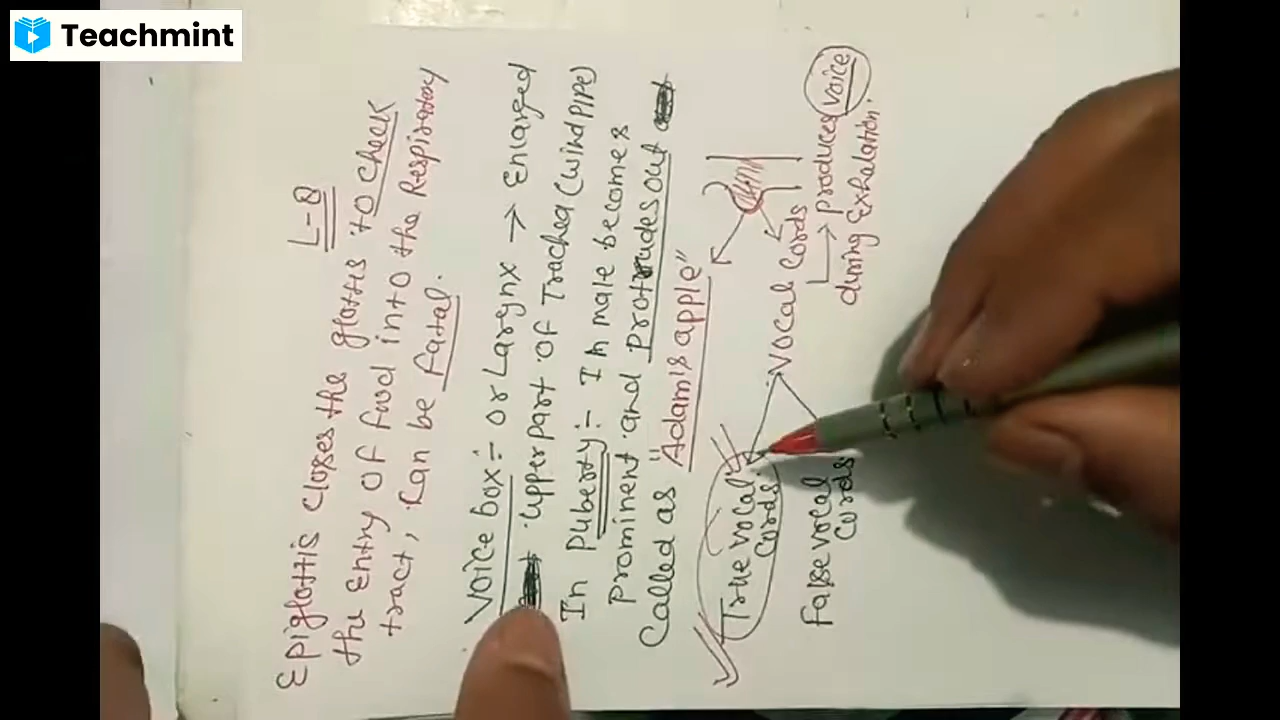 Teachmint
L-8
Epiglottis closes the glottis to check
the Entry of food into the Respiratory
tract, can be fatal.
Voice box:- or Larynx → Enlarged
upper part of Trachea (wind pipe)
In puberty:- In male becomes
prominent and protrudes out
Called as "Adam's apple"
Vocal Cords
→ produces voice
during Exhalation.
True vocal
cords.
False vocal
cords